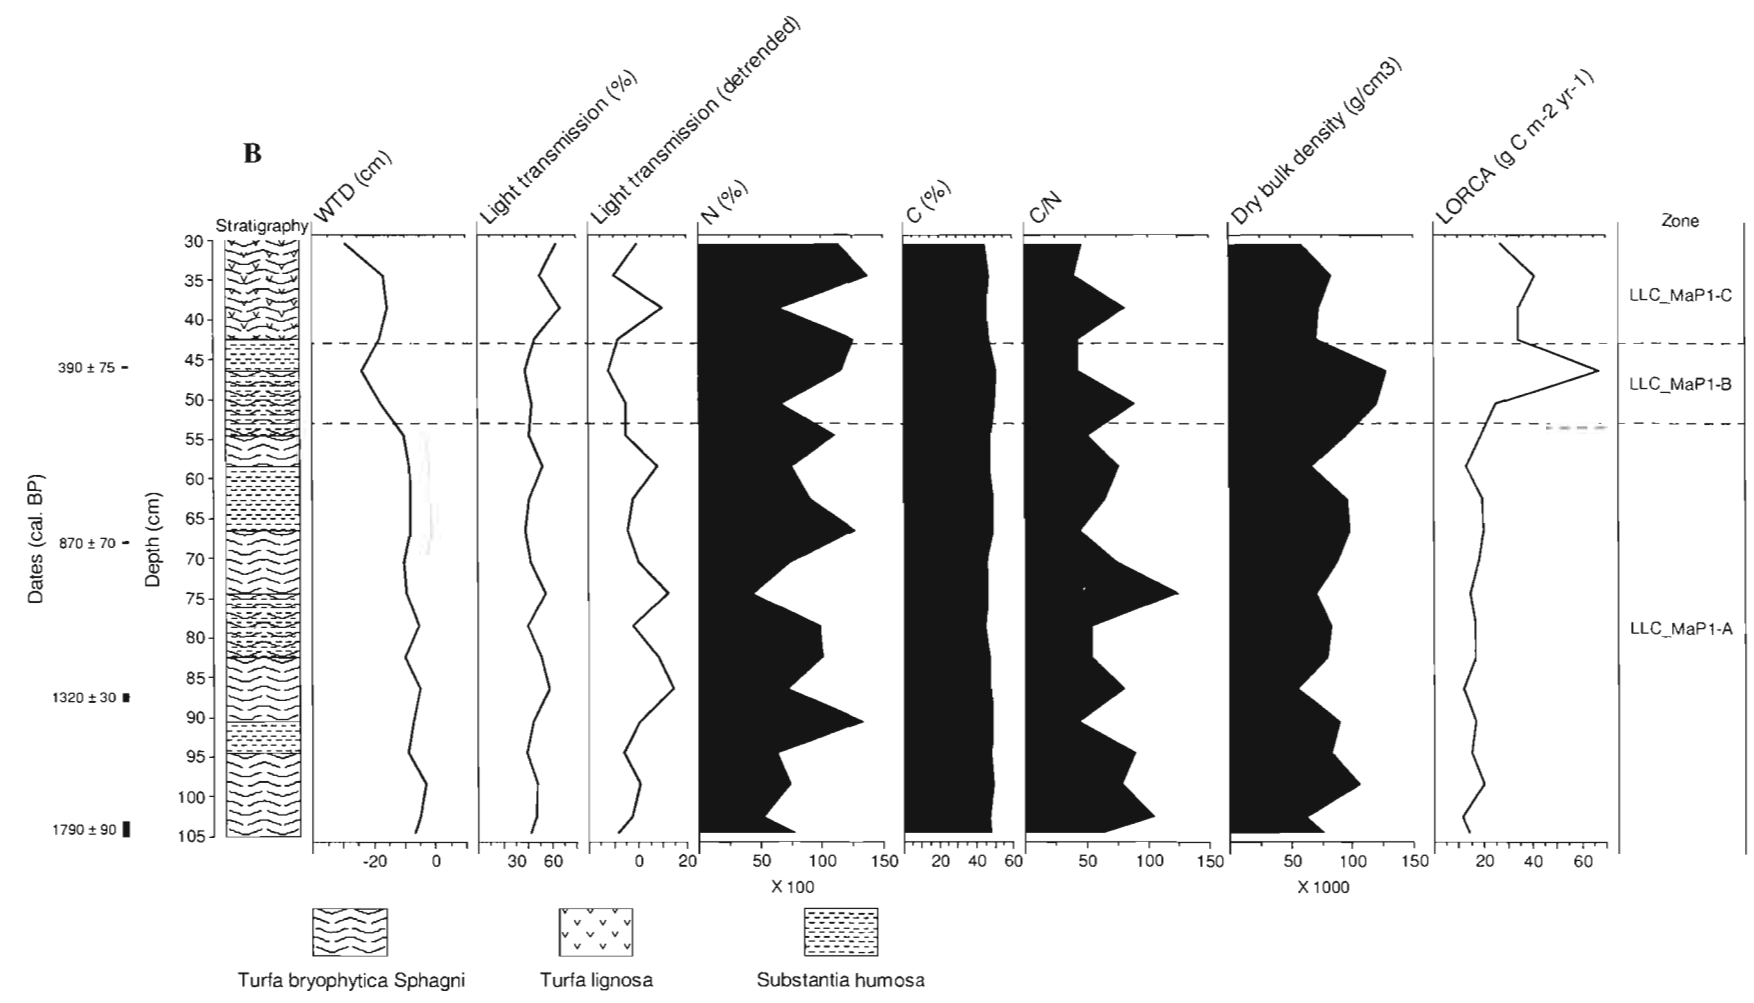 B
WTD (cm)
Light transmission (%)
Light transmission (detrended)
N (%)
C (%)
C/N
Dry bulk density (g/cm3)
LORCA (g C m-2 yr-1)
Stratigraphy
Zone
30
35
40
45
50
55
60
65
70
75
80
85
90
95
100
105
Depth (cm)
Dates (cal. BP)
390 ± 75
870 ± 70
1320 ± 30
1790 ± 90
LLC_MaP1-C
LLC_MaP1-B
LLC_MaP1-A
-20 0
30 60
0 20
50 100 150
20 40 60
50 100 150
50 100 150
20 40 60
X 100
X 1000
Turfa bryophytica Sphagni
Turfa lignosa
Substantia humosa